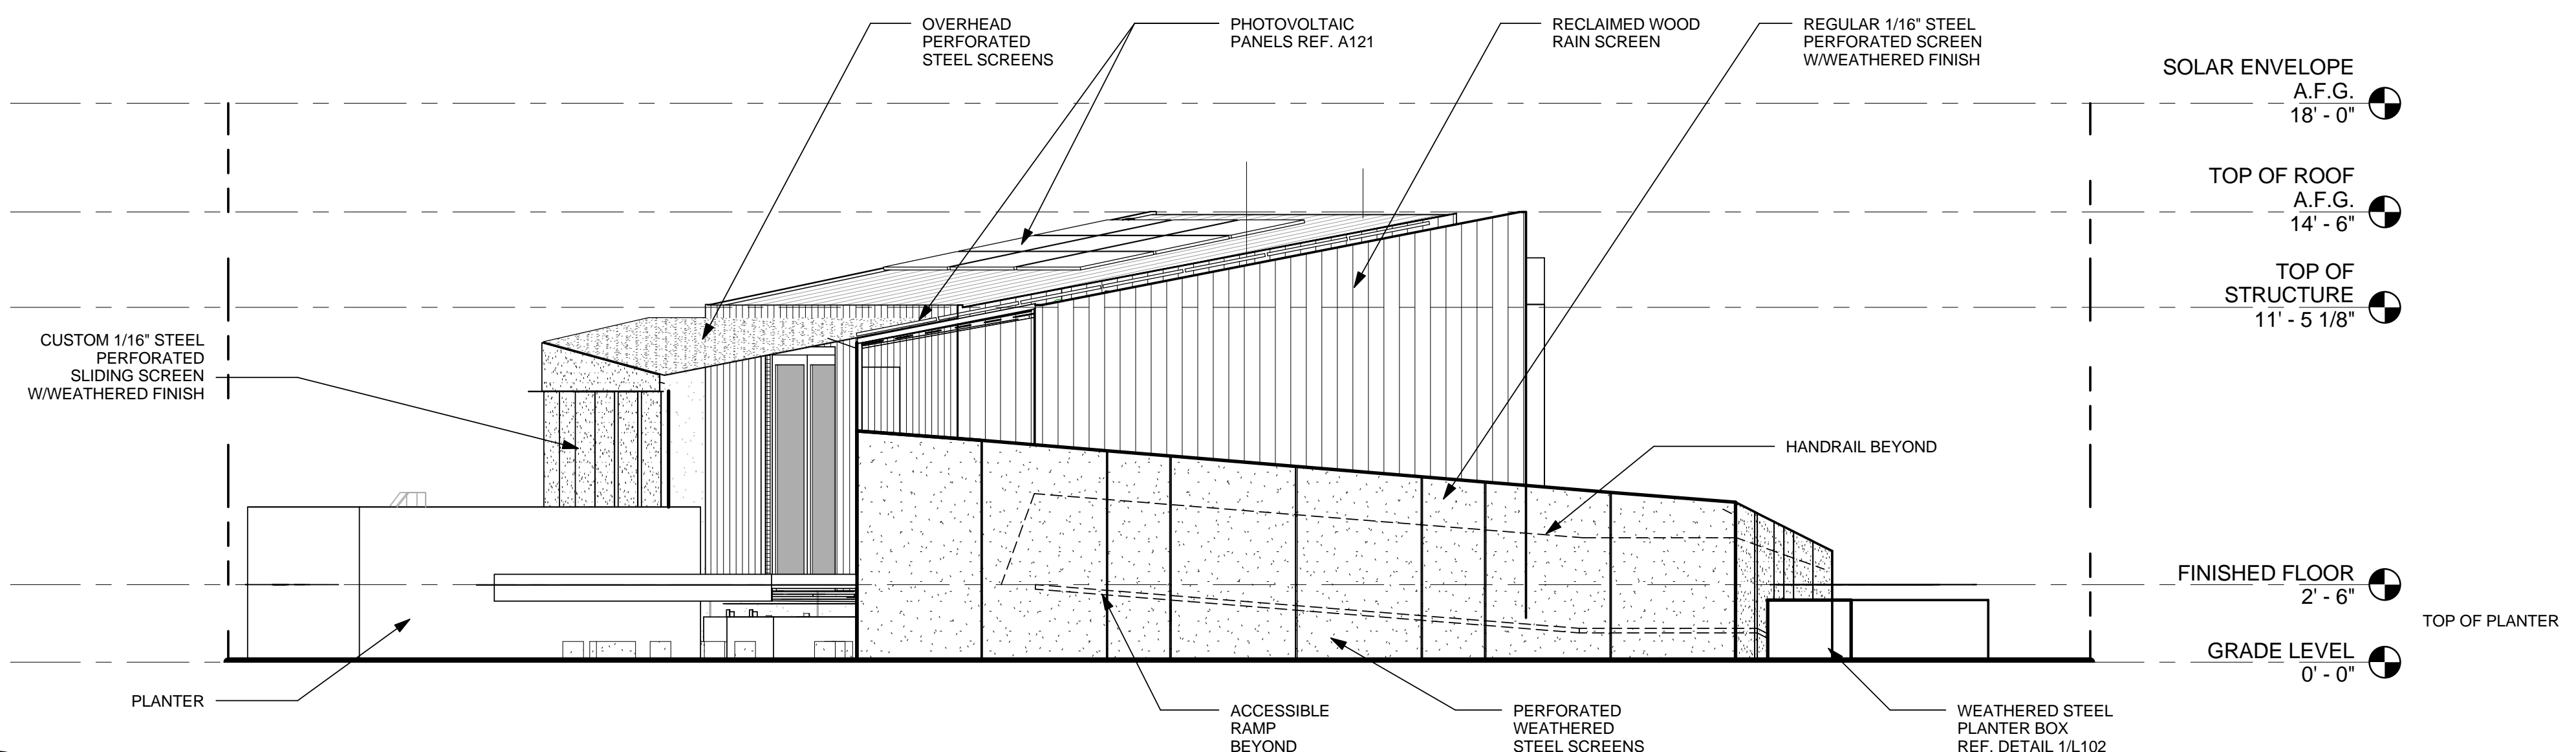 OVERHEAD
PERFORATED
STEEL SCREENS
PHOTOVOLTAIC
PANELS REF. A121
RECLAIMED WOOD
RAIN SCREEN
REGULAR 1/16" STEEL
PERFORATED SCREEN
W/WEATHERED FINISH
SOLAR ENVELOPE
A.F.G.
18' - 0"
TOP OF ROOF
A.F.G.
14' - 6"
TOP OF
STRUCTURE
11' - 5 1/8"
CUSTOM 1/16" STEEL
PERFORATED
SLIDING SCREEN
W/WEATHERED FINISH
HANDRAIL BEYOND
FINISHED FLOOR
2' - 6"
TOP OF PLANTER
GRADE LEVEL
0' - 0"
PLANTER
ACCESSIBLE
RAMP
BEYOND
PERFORATED
WEATHERED
STEEL SCREENS
WEATHERED STEEL
PLANTER BOX
REF. DETAIL 1/L102